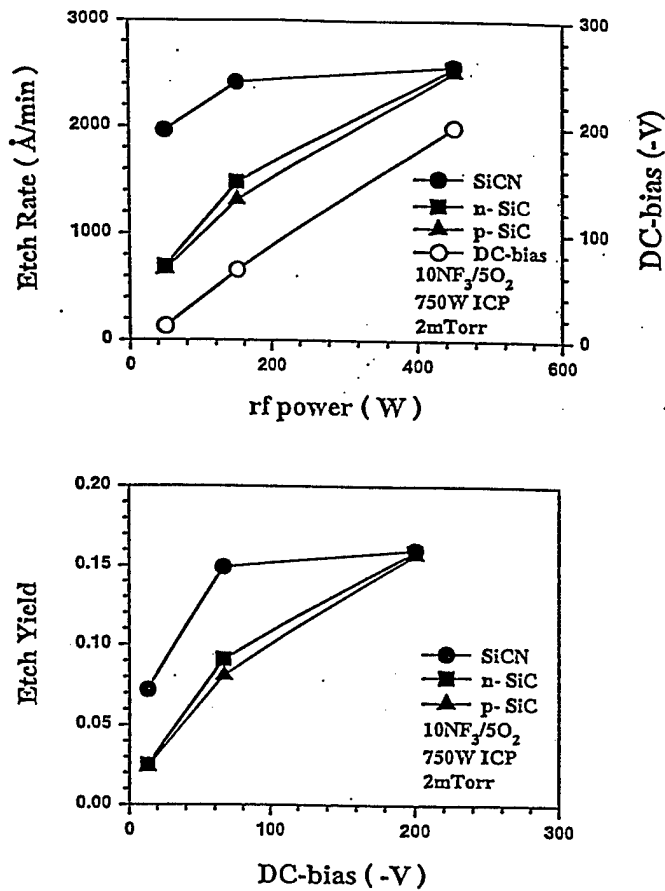 3000
2000
1000
0
Etch Rate ( Å/min )
300
200
100
0
DC-bias (-V)
0
200
400
600
rf power ( W )
SiCN
n- SiC
p- SiC
DC-bias
10NF₃/5O₂
750W ICP
2mTorr
0.20
0.15
0.10
0.05
0.00
Etch Yield
0
100
200
300
DC-bias (-V)
SiCN
n- SiC
p- SiC
10NF₃/5O₂
750W ICP
2mTorr